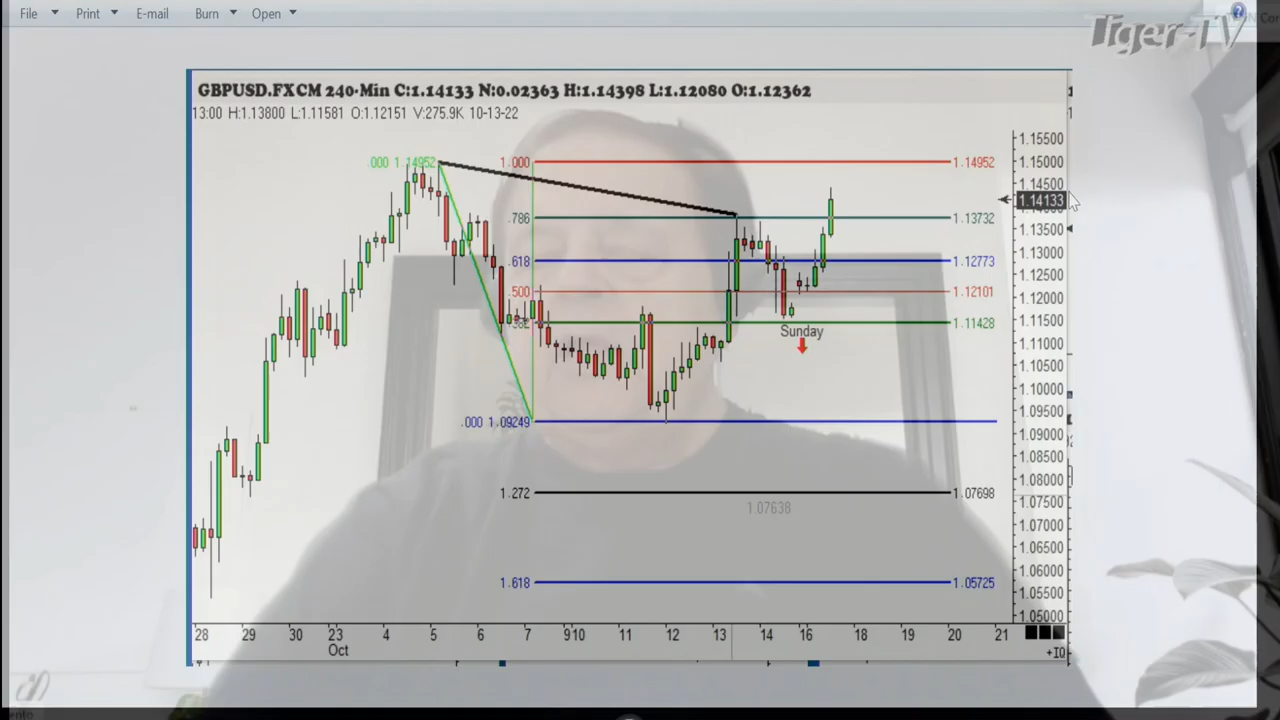 File Print E-mail Burn Open
Tiger-TV
GBPUSD.FXCM 240-Min C:1.14133 N:0.02363 H:1.14398 L:1.12080 O:1.12362
13:00 H:1.13800 L:1.11581 O:1.12151 V:275.9K 10-13-22
1.15500
.000 1.14952 1.000 1.14952 1.15000
1.14500
1.14133
.786 1.13732
1.13500
1.13000
.618 1.12773
1.12500
.500 1.12101 1.12000
.382 1.11428 1.11500
Sunday
1.11000
1.10500
1.10000
1.09500
.000 1.09249
1.09000
1.08500
1.08000
1.272 1.07698
1.07500
1.07638
1.07000
1.06500
1.06000
1.618 1.05725
1.05500
1.05000
28 29 30 23 4 5 6 7 9 10 11 12 13 14 16 18 19 20 21
Oct
+IQ